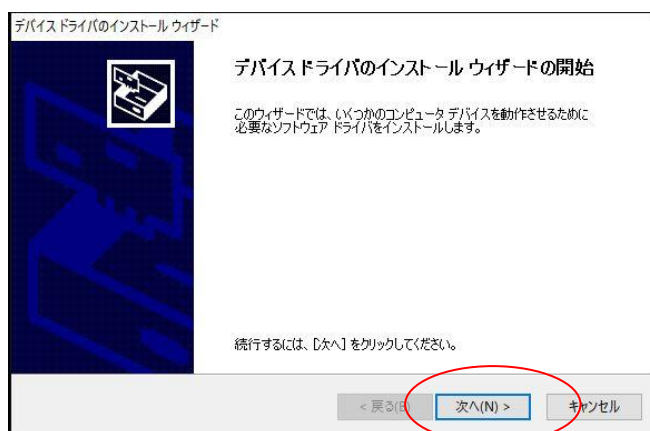 デバイス ドライバのインストール ウィザード
デバイス ドライバのインストール ウィザードの開始
このウィザードでは、いくつかのコンピュータ デバイスを動作させるために
必要なソフトウェア ドライバをインストールします。
続行するには、[次へ] をクリックしてください。
< 戻る(B) 次へ(N) > キャンセル